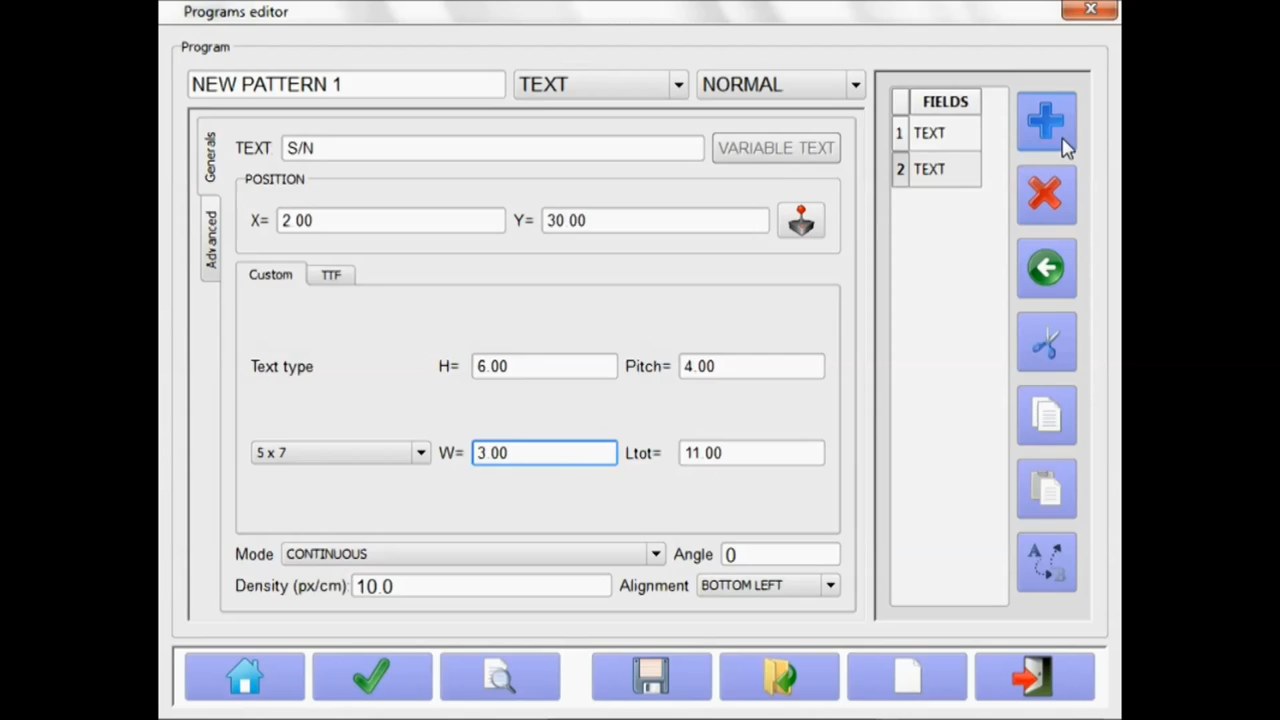 Programs editor
Program
NEW PATTERN 1 TEXT NORMAL
FIELDS
1 TEXT
2 TEXT
Generals
Advanced
TEXT S/N VARIABLE TEXT
POSITION
X= 2.00 Y= 30.00
Custom TTF
Text type H= 6.00 Pitch= 4.00
5 x 7 W= 3.00 Ltot= 11.00
Mode CONTINUOUS Angle 0
Density (px/cm) 10.0 Alignment BOTTOM LEFT
A
B